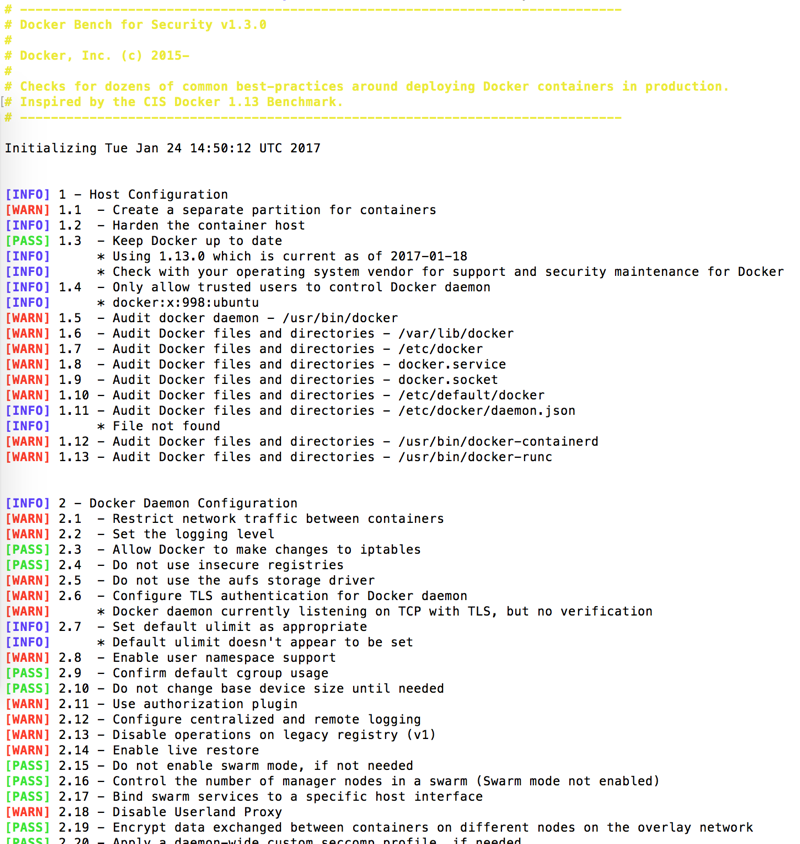 # ------------------------------------------------------------------------------
# Docker Bench for Security v1.3.0
#
# Docker, Inc. (c) 2015-
#
# Checks for dozens of common best-practices around deploying Docker containers in production.
[# Inspired by the CIS Docker 1.13 Benchmark.
# ------------------------------------------------------------------------------
Initializing Tue Jan 24 14:50:12 UTC 2017
[INFO] 1 - Host Configuration
[WARN] 1.1  - Create a separate partition for containers
[INFO] 1.2  - Harden the container host
[PASS] 1.3  - Keep Docker up to date
[INFO]      * Using 1.13.0 which is current as of 2017-01-18
[INFO]      * Check with your operating system vendor for support and security maintenance for Docker
[INFO] 1.4  - Only allow trusted users to control Docker daemon
[INFO]      * docker:x:998:ubuntu
[WARN] 1.5  - Audit docker daemon - /usr/bin/docker
[WARN] 1.6  - Audit Docker files and directories - /var/lib/docker
[WARN] 1.7  - Audit Docker files and directories - /etc/docker
[WARN] 1.8  - Audit Docker files and directories - docker.service
[WARN] 1.9  - Audit Docker files and directories - docker.socket
[WARN] 1.10 - Audit Docker files and directories - /etc/default/docker
[INFO] 1.11 - Audit Docker files and directories - /etc/docker/daemon.json
[INFO]      * File not found
[WARN] 1.12 - Audit Docker files and directories - /usr/bin/docker-containerd
[WARN] 1.13 - Audit Docker files and directories - /usr/bin/docker-runc
[INFO] 2 - Docker Daemon Configuration
[WARN] 2.1  - Restrict network traffic between containers
[WARN] 2.2  - Set the logging level
[PASS] 2.3  - Allow Docker to make changes to iptables
[PASS] 2.4  - Do not use insecure registries
[WARN] 2.5  - Do not use the aufs storage driver
[WARN] 2.6  - Configure TLS authentication for Docker daemon
[WARN]      * Docker daemon currently listening on TCP with TLS, but no verification
[INFO] 2.7  - Set default ulimit as appropriate
[INFO]      * Default ulimit doesn't appear to be set
[WARN] 2.8  - Enable user namespace support
[PASS] 2.9  - Confirm default cgroup usage
[PASS] 2.10 - Do not change base device size until needed
[WARN] 2.11 - Use authorization plugin
[WARN] 2.12 - Configure centralized and remote logging
[WARN] 2.13 - Disable operations on legacy registry (v1)
[WARN] 2.14 - Enable live restore
[PASS] 2.15 - Do not enable swarm mode, if not needed
[PASS] 2.16 - Control the number of manager nodes in a swarm (Swarm mode not enabled)
[PASS] 2.17 - Bind swarm services to a specific host interface
[WARN] 2.18 - Disable Userland Proxy
[PASS] 2.19 - Encrypt data exchanged between containers on different nodes on the overlay network
[PASS] 2.20 - Apply a daemon-wide custom seccomp profile, if needed